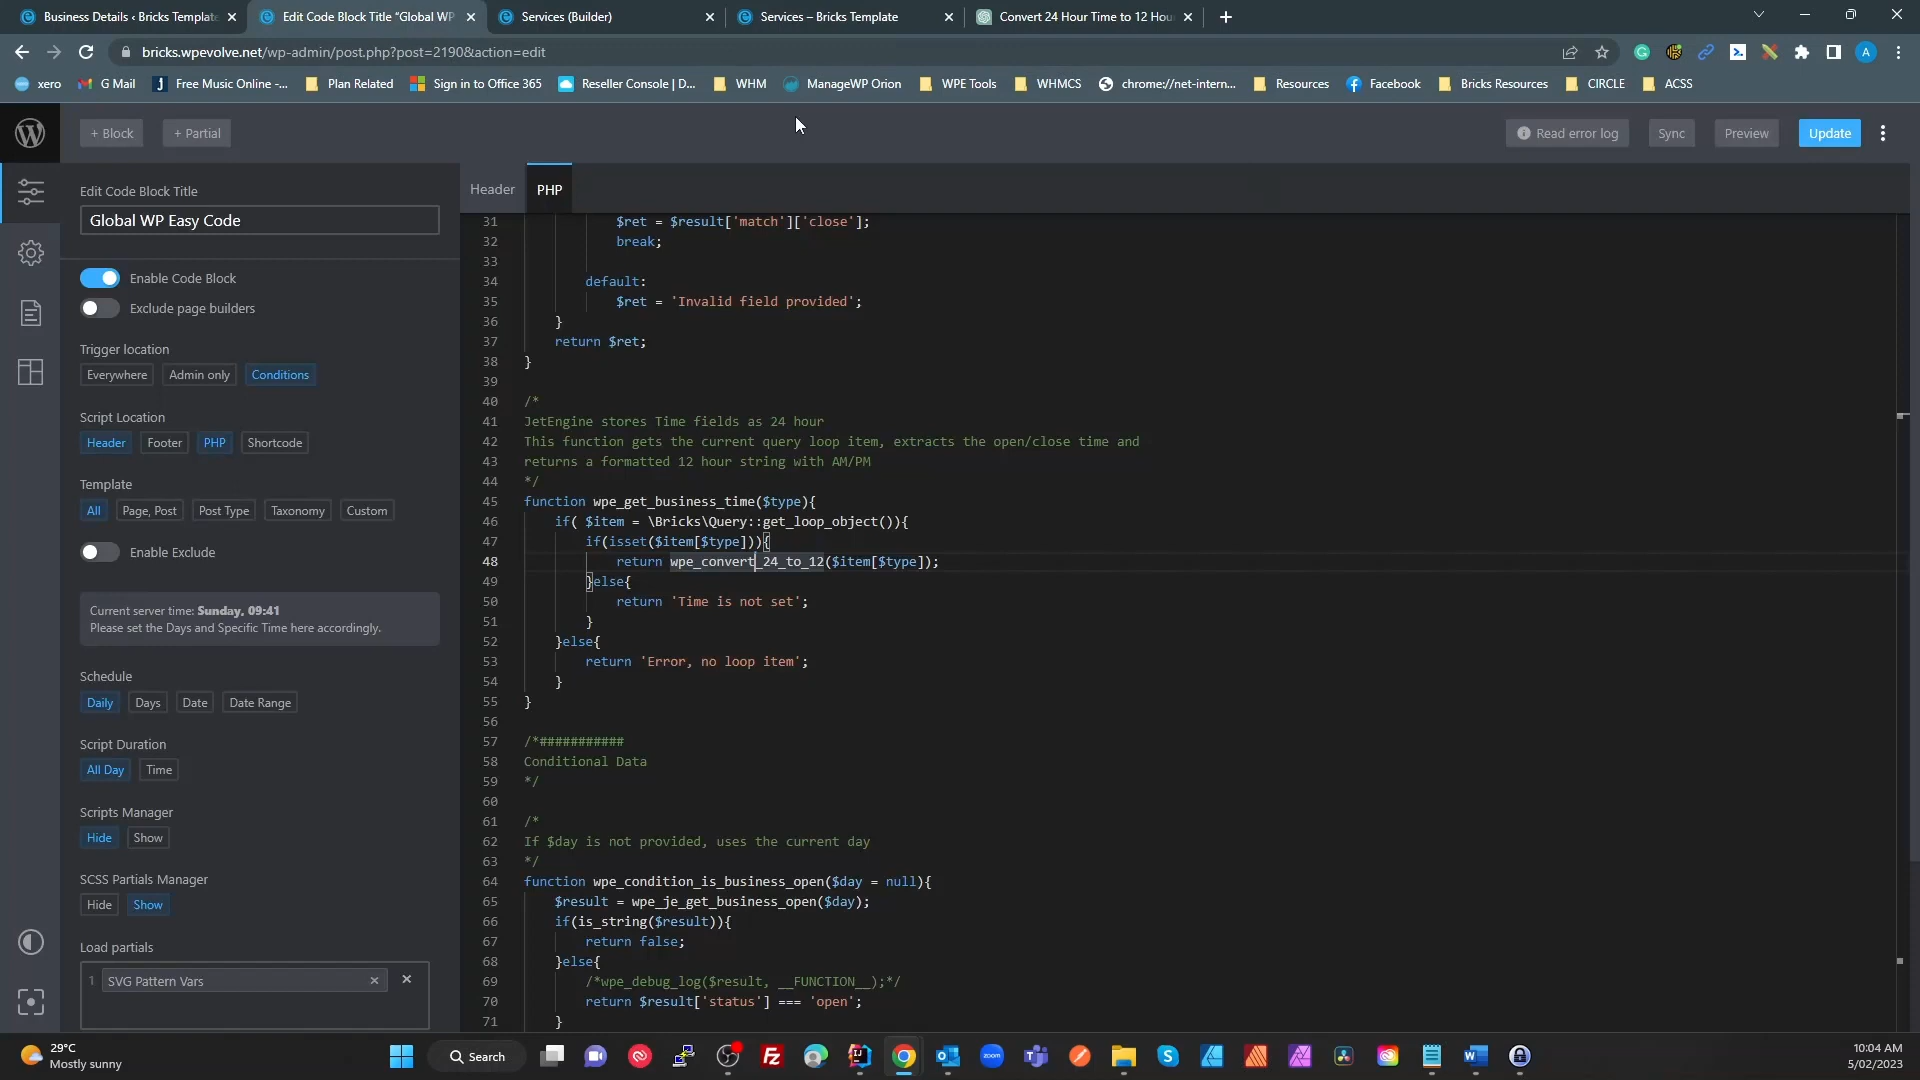 Business Details ‹ Bricks Template
Edit Code Block Title "Global WP
Services (Builder)
Services – Bricks Template
Convert 24 Hour Time to 12 Hou
bricks.wpevolve.net/wp-admin/post.php?post=2190&action=edit
xero
G Mail
Free Music Online -...
Plan Related
Sign in to Office 365
Reseller Console | D...
WHM
ManageWP Orion
WPE Tools
WHMCS
chrome://net-intern...
Resources
Facebook
Bricks Resources
CIRCLE
ACSS
+ Block
+ Partial
Read error log
Sync
Preview
Update
Edit Code Block Title
Global WP Easy Code
Enable Code Block
Exclude page builders
Trigger location
Everywhere
Admin only
Conditions
Script Location
Header
Footer
PHP
Shortcode
Template
All
Page, Post
Post Type
Taxonomy
Custom
Enable Exclude
Current server time: Sunday, 09:41
Please set the Days and Specific Time here accordingly.
Schedule
Daily
Days
Date
Date Range
Script Duration
All Day
Time
Scripts Manager
Hide
Show
SCSS Partials Manager
Hide
Show
Load partials
1 SVG Pattern Vars
Header
PHP
31 $ret = $result['match']['close'];
32 break;
33
34 default:
35 $ret = 'Invalid field provided';
36 }
37 return $ret;
38 }
39
40 /*
41 JetEngine stores Time fields as 24 hour
42 This function gets the current query loop item, extracts the open/close time and
43 returns a formatted 12 hour string with AM/PM
44 */
45 function wpe_get_business_time($type){
46 if( $item = \Bricks\Query::get_loop_object()){
47 if(isset($item[$type])){
48 return wpe_convert_24_to_12($item[$type]);
49 }else{
50 return 'Time is not set';
51 }
52 }else{
53 return 'Error, no loop item';
54 }
55 }
56
57 /*###########
58 Conditional Data
59 */
60
61 /*
62 If $day is not provided, uses the current day
63 */
64 function wpe_condition_is_business_open($day = null){
65 $result = wpe_je_get_business_open($day);
66 if(is_string($result)){
67 return false;
68 }else{
69 /*wpe_debug_log($result, __FUNCTION__);*/
70 return $result['status'] === 'open';
71 }
29°C
Mostly sunny
Search
zoom
10:04 AM
5/02/2023